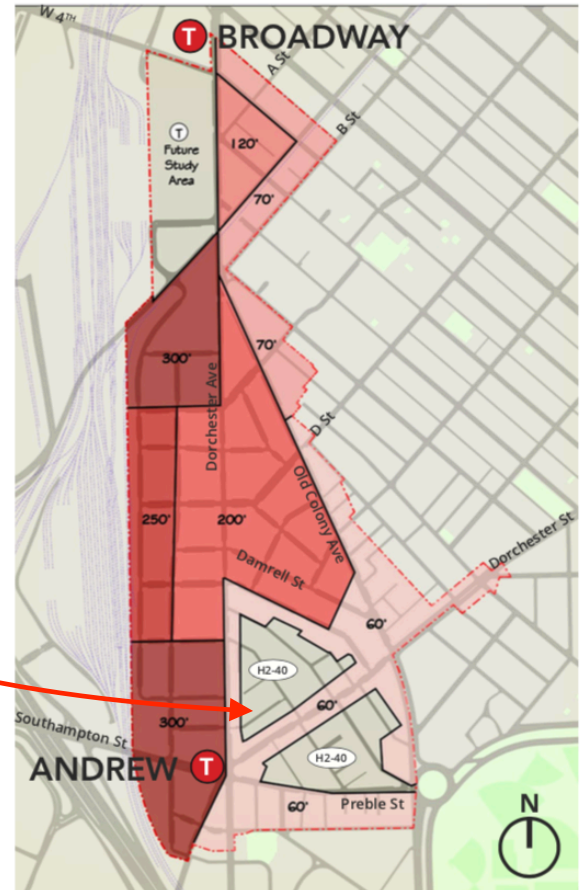 W 4TH
T BROADWAY
A St
B St
T
Future
Study
Area
120'
70'
300'
70'
Dorchester Ave
D St
Old Colony Ave
250'
200'
Damrell St
Dorchester St
60'
H2-40
60'
Southampton St
300'
H2-40
ANDREW T
60'
Preble St
N